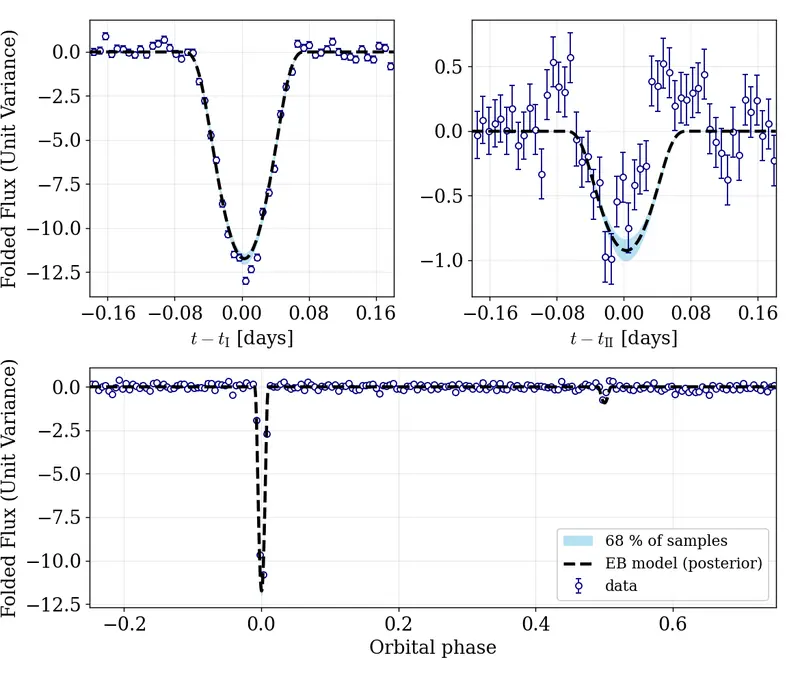 Folded Flux (Unit Variance)
0.0
−2.5
−5.0
−7.5
−10.0
−12.5
−0.16 −0.08 0.00 0.08 0.16
t − tI [days]
0.5
0.0
−0.5
−1.0
−0.16 −0.08 0.00 0.08 0.16
t − tII [days]
Folded Flux (Unit Variance)
0.0
−2.5
−5.0
−7.5
−10.0
−12.5
68 % of samples
EB model (posterior)
data
−0.2 0.0 0.2 0.4 0.6
Orbital phase